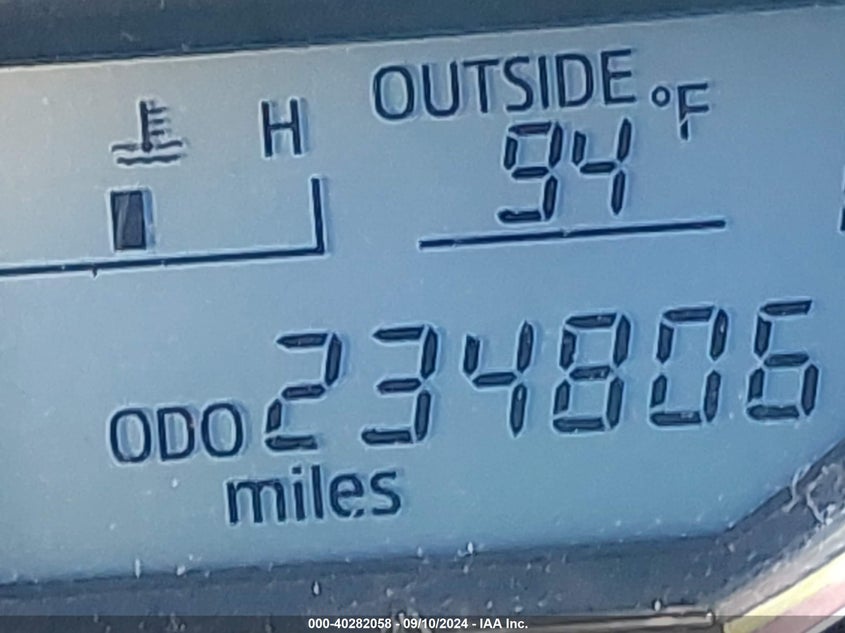 H
OUTSIDE °F
94
ODO 234806
miles
000-40282058 - 09/10/2024 - IAA Inc.